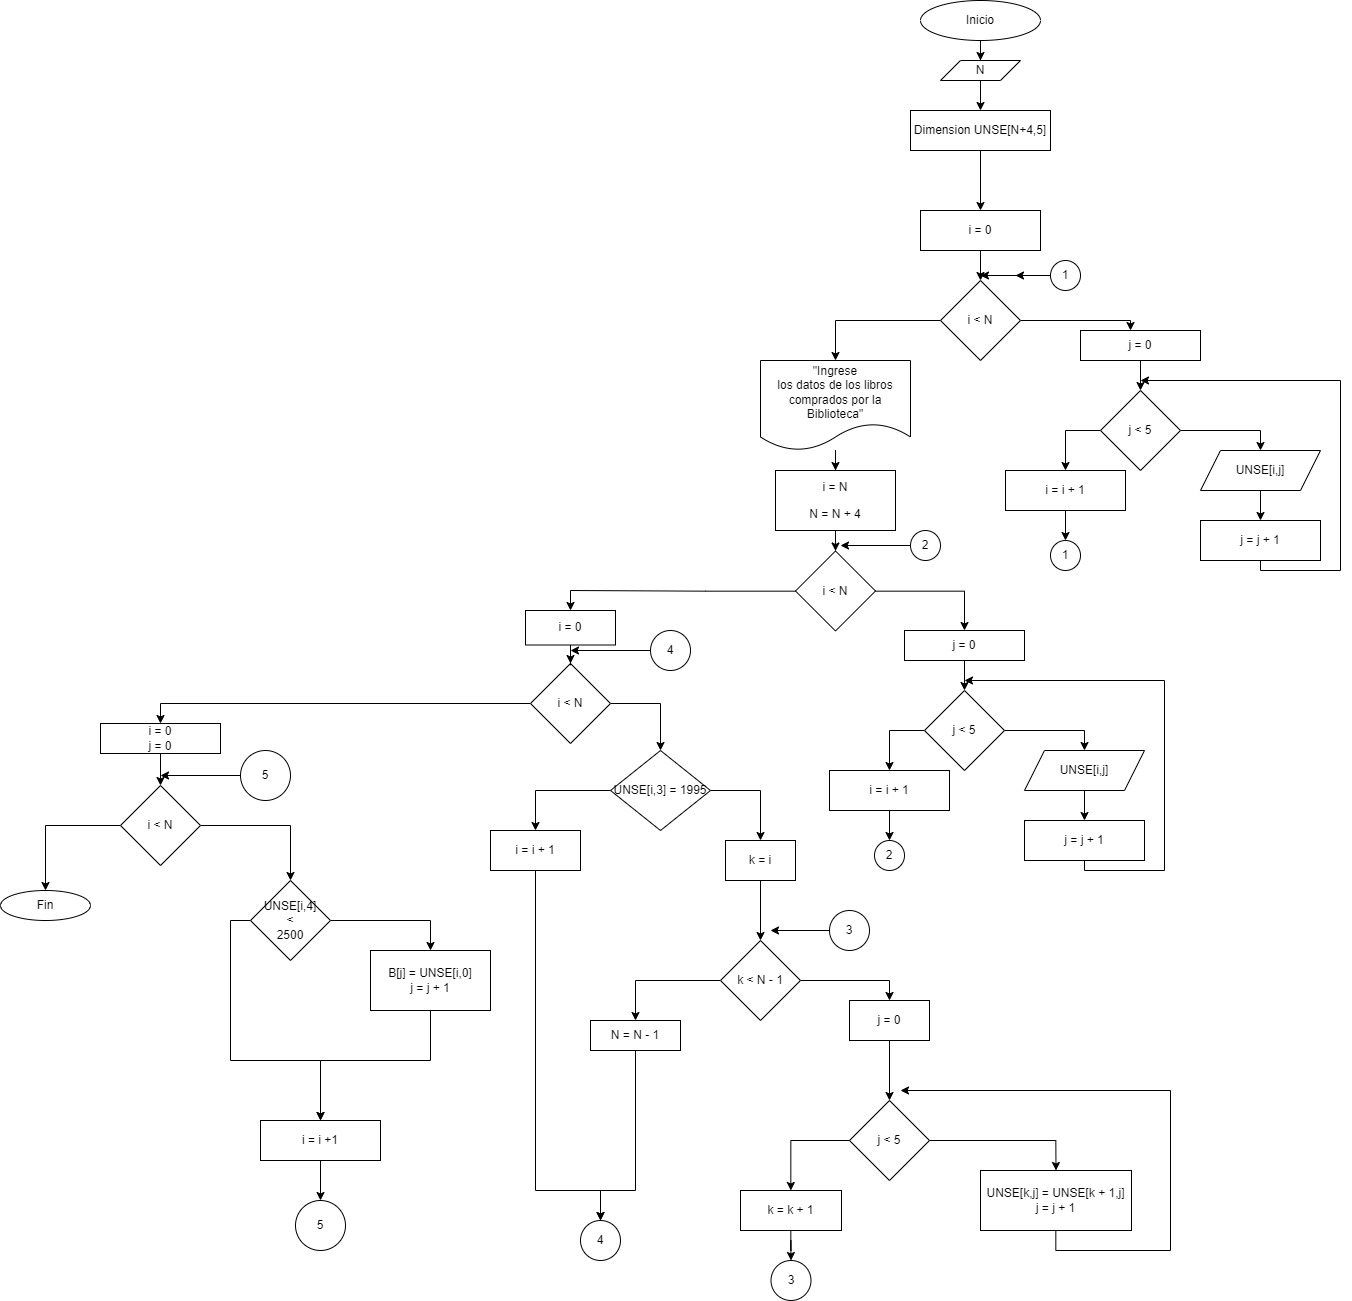 Inicio
N
Dimension UNSE[N+4,5]
i = 0
1
i < N
j = 0
"Ingrese
los datos de los libros
comprados por la
Biblioteca"
j < 5
UNSE[i,j]
i = i + 1
i = N
N = N + 4
j = j + 1
1
2
i < N
i = 0
j = 0
4
i < N
j < 5
i = 0
j = 0
5
UNSE[i,j]
UNSE[i,3] = 1995
i = i + 1
i < N
j = j + 1
i = i + 1
k = i
2
UNSE[i,4]
<
2500
Fin
3
B[j] = UNSE[i,0]
j = j + 1
k < N - 1
j = 0
N = N - 1
i = i +1
j < 5
UNSE[k,j] = UNSE[k + 1,j]
j = j + 1
k = k + 1
5
4
3